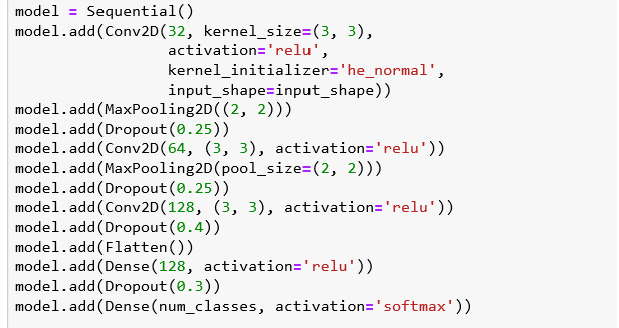 model = Sequential()
model.add(Conv2D(32, kernel_size=(3, 3),
                 activation='relu',
                 kernel_initializer='he_normal',
                 input_shape=input_shape))
model.add(MaxPooling2D((2, 2)))
model.add(Dropout(0.25))
model.add(Conv2D(64, (3, 3), activation='relu'))
model.add(MaxPooling2D(pool_size=(2, 2)))
model.add(Dropout(0.25))
model.add(Conv2D(128, (3, 3), activation='relu'))
model.add(Dropout(0.4))
model.add(Flatten())
model.add(Dense(128, activation='relu'))
model.add(Dropout(0.3))
model.add(Dense(num_classes, activation='softmax'))